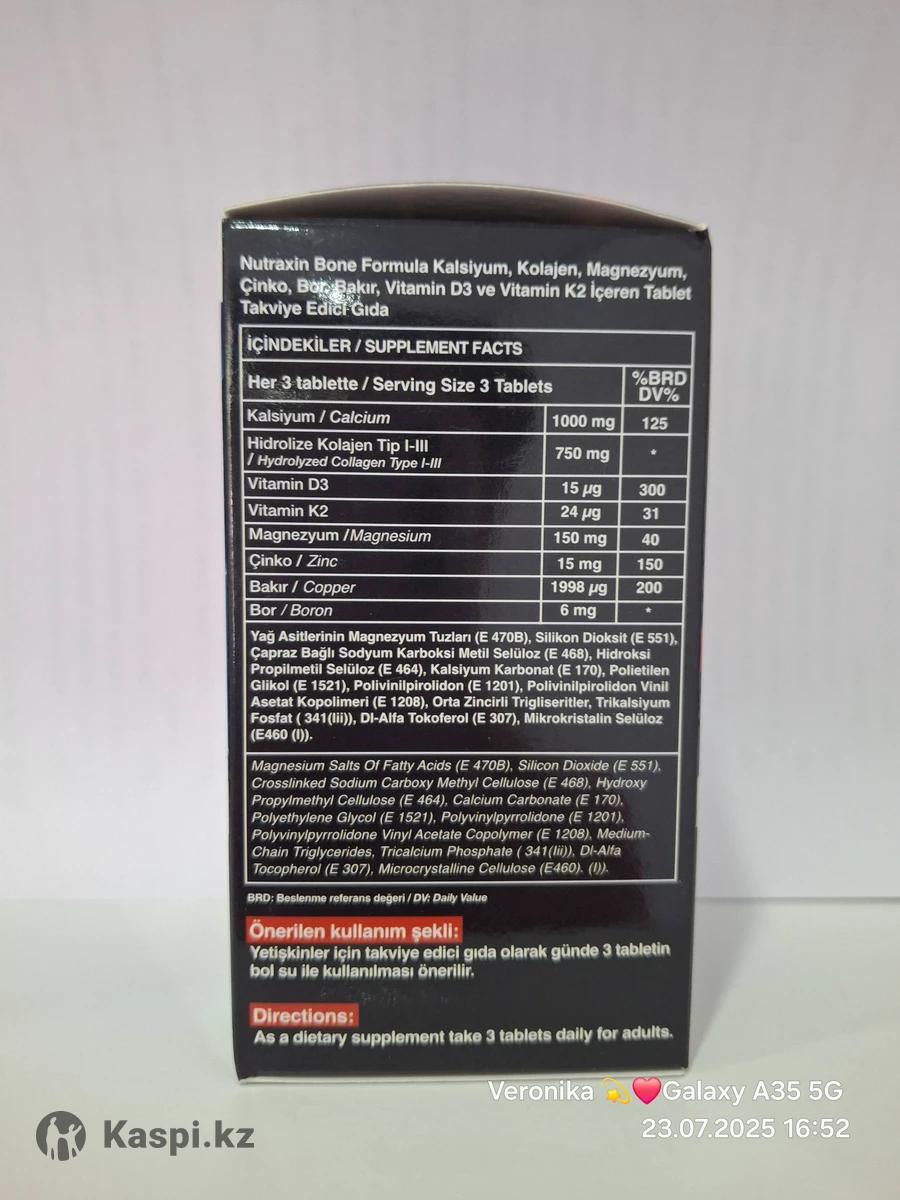 Nutraxin Bone Formula Kalsiyum, Kolajen, Magnezyum,
Çinko, Bor, Bakır, Vitamin D3 ve Vitamin K2 İçeren Tablet
Takviye Edici Gıda
İÇİNDEKİLER / SUPPLEMENT FACTS
Her 3 tablette / Serving Size 3 Tablets %BRD DV%
Kalsiyum / Calcium 1000 mg 125
Hidrolize Kolajen Tip I-III
/ Hydrolyzed Collagen Type I-III 750 mg *
Vitamin D3 15 µg 300
Vitamin K2 24 µg 31
Magnezyum /Magnesium 150 mg 40
Çinko / Zinc 15 mg 150
Bakır / Copper 1998 µg 200
Bor / Boron 6 mg *
Yağ Asitlerinin Magnezyum Tuzları (E 470B), Silikon Dioksit (E 551),
Çapraz Bağlı Sodyum Karboksi Metil Selüloz (E 468), Hidroksi
Propilmetil Selüloz (E 464), Kalsiyum Karbonat (E 170), Polietilen
Glikol (E 1521), Polivinilpirolidon (E 1201), Polivinilpirolidon Vinil
Asetat Kopolimeri (E 1208), Orta Zincirli Trigliseritler, Trikalsiyum
Fosfat ( 341(Iii)), Dl-Alfa Tokoferol (E 307), Mikrokristalin Selüloz
(E460 (I)).
Magnesium Salts Of Fatty Acids (E 470B), Silicon Dioxide (E 551),
Crosslinked Sodium Carboxy Methyl Cellulose (E 468), Hydroxy
Propylmethyl Cellulose (E 464), Calcium Carbonate (E 170),
Polyethylene Glycol (E 1521), Polyvinylpyrrolidone (E 1201),
Polyvinylpyrrolidone Vinyl Acetate Copolymer (E 1208), Medium-
Chain Triglycerides, Tricalcium Phosphate ( 341(Iii)), Dl-Alfa
Tocopherol (E 307), Microcrystalline Cellulose (E460). (I)).
BRD: Beslenme referans değeri / DV: Daily Value
Önerilen kullanım şekli:
Yetişkinler için takviye edici gıda olarak günde 3 tabletin
bol su ile kullanılması önerilir.
Directions:
As a dietary supplement take 3 tablets daily for adults.
Veronika 💫❤️Galaxy A35 5G
23.07.2025 16:52
Kaspi.kz